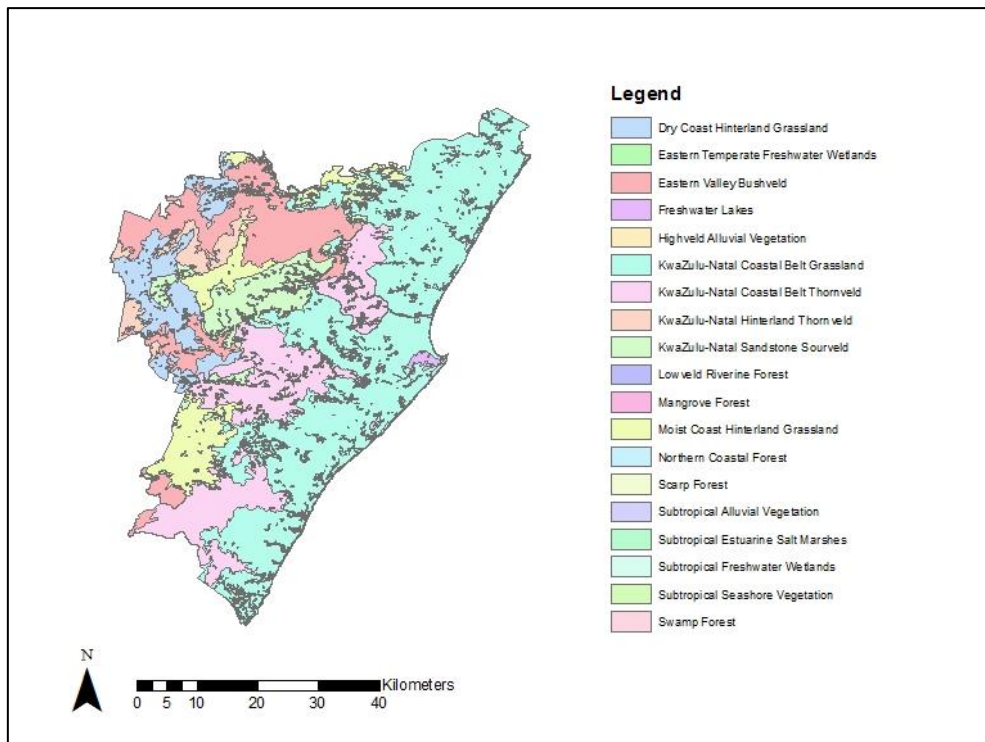 Legend
Dry Coast Hinterland Grassland
Eastern Temperate Freshwater Wetlands
Eastern Valley Bushveld
Freshwater Lakes
Highveld Alluvial Vegetation
KwaZulu-Natal Coastal Belt Grassland
KwaZulu-Natal Coastal Belt Thornveld
KwaZulu-Natal Hinterland Thornveld
KwaZulu-Natal Sandstone Sourveld
Lowveld Riverine Forest
Mangrove Forest
Moist Coast Hinterland Grassland
Northern Coastal Forest
Scarp Forest
Subtropical Alluvial Vegetation
Subtropical Estuarine Salt Marshes
Subtropical Freshwater Wetlands
Subtropical Seashore Vegetation
Swamp Forest
N
Kilometers
0 5 10 20 30 40